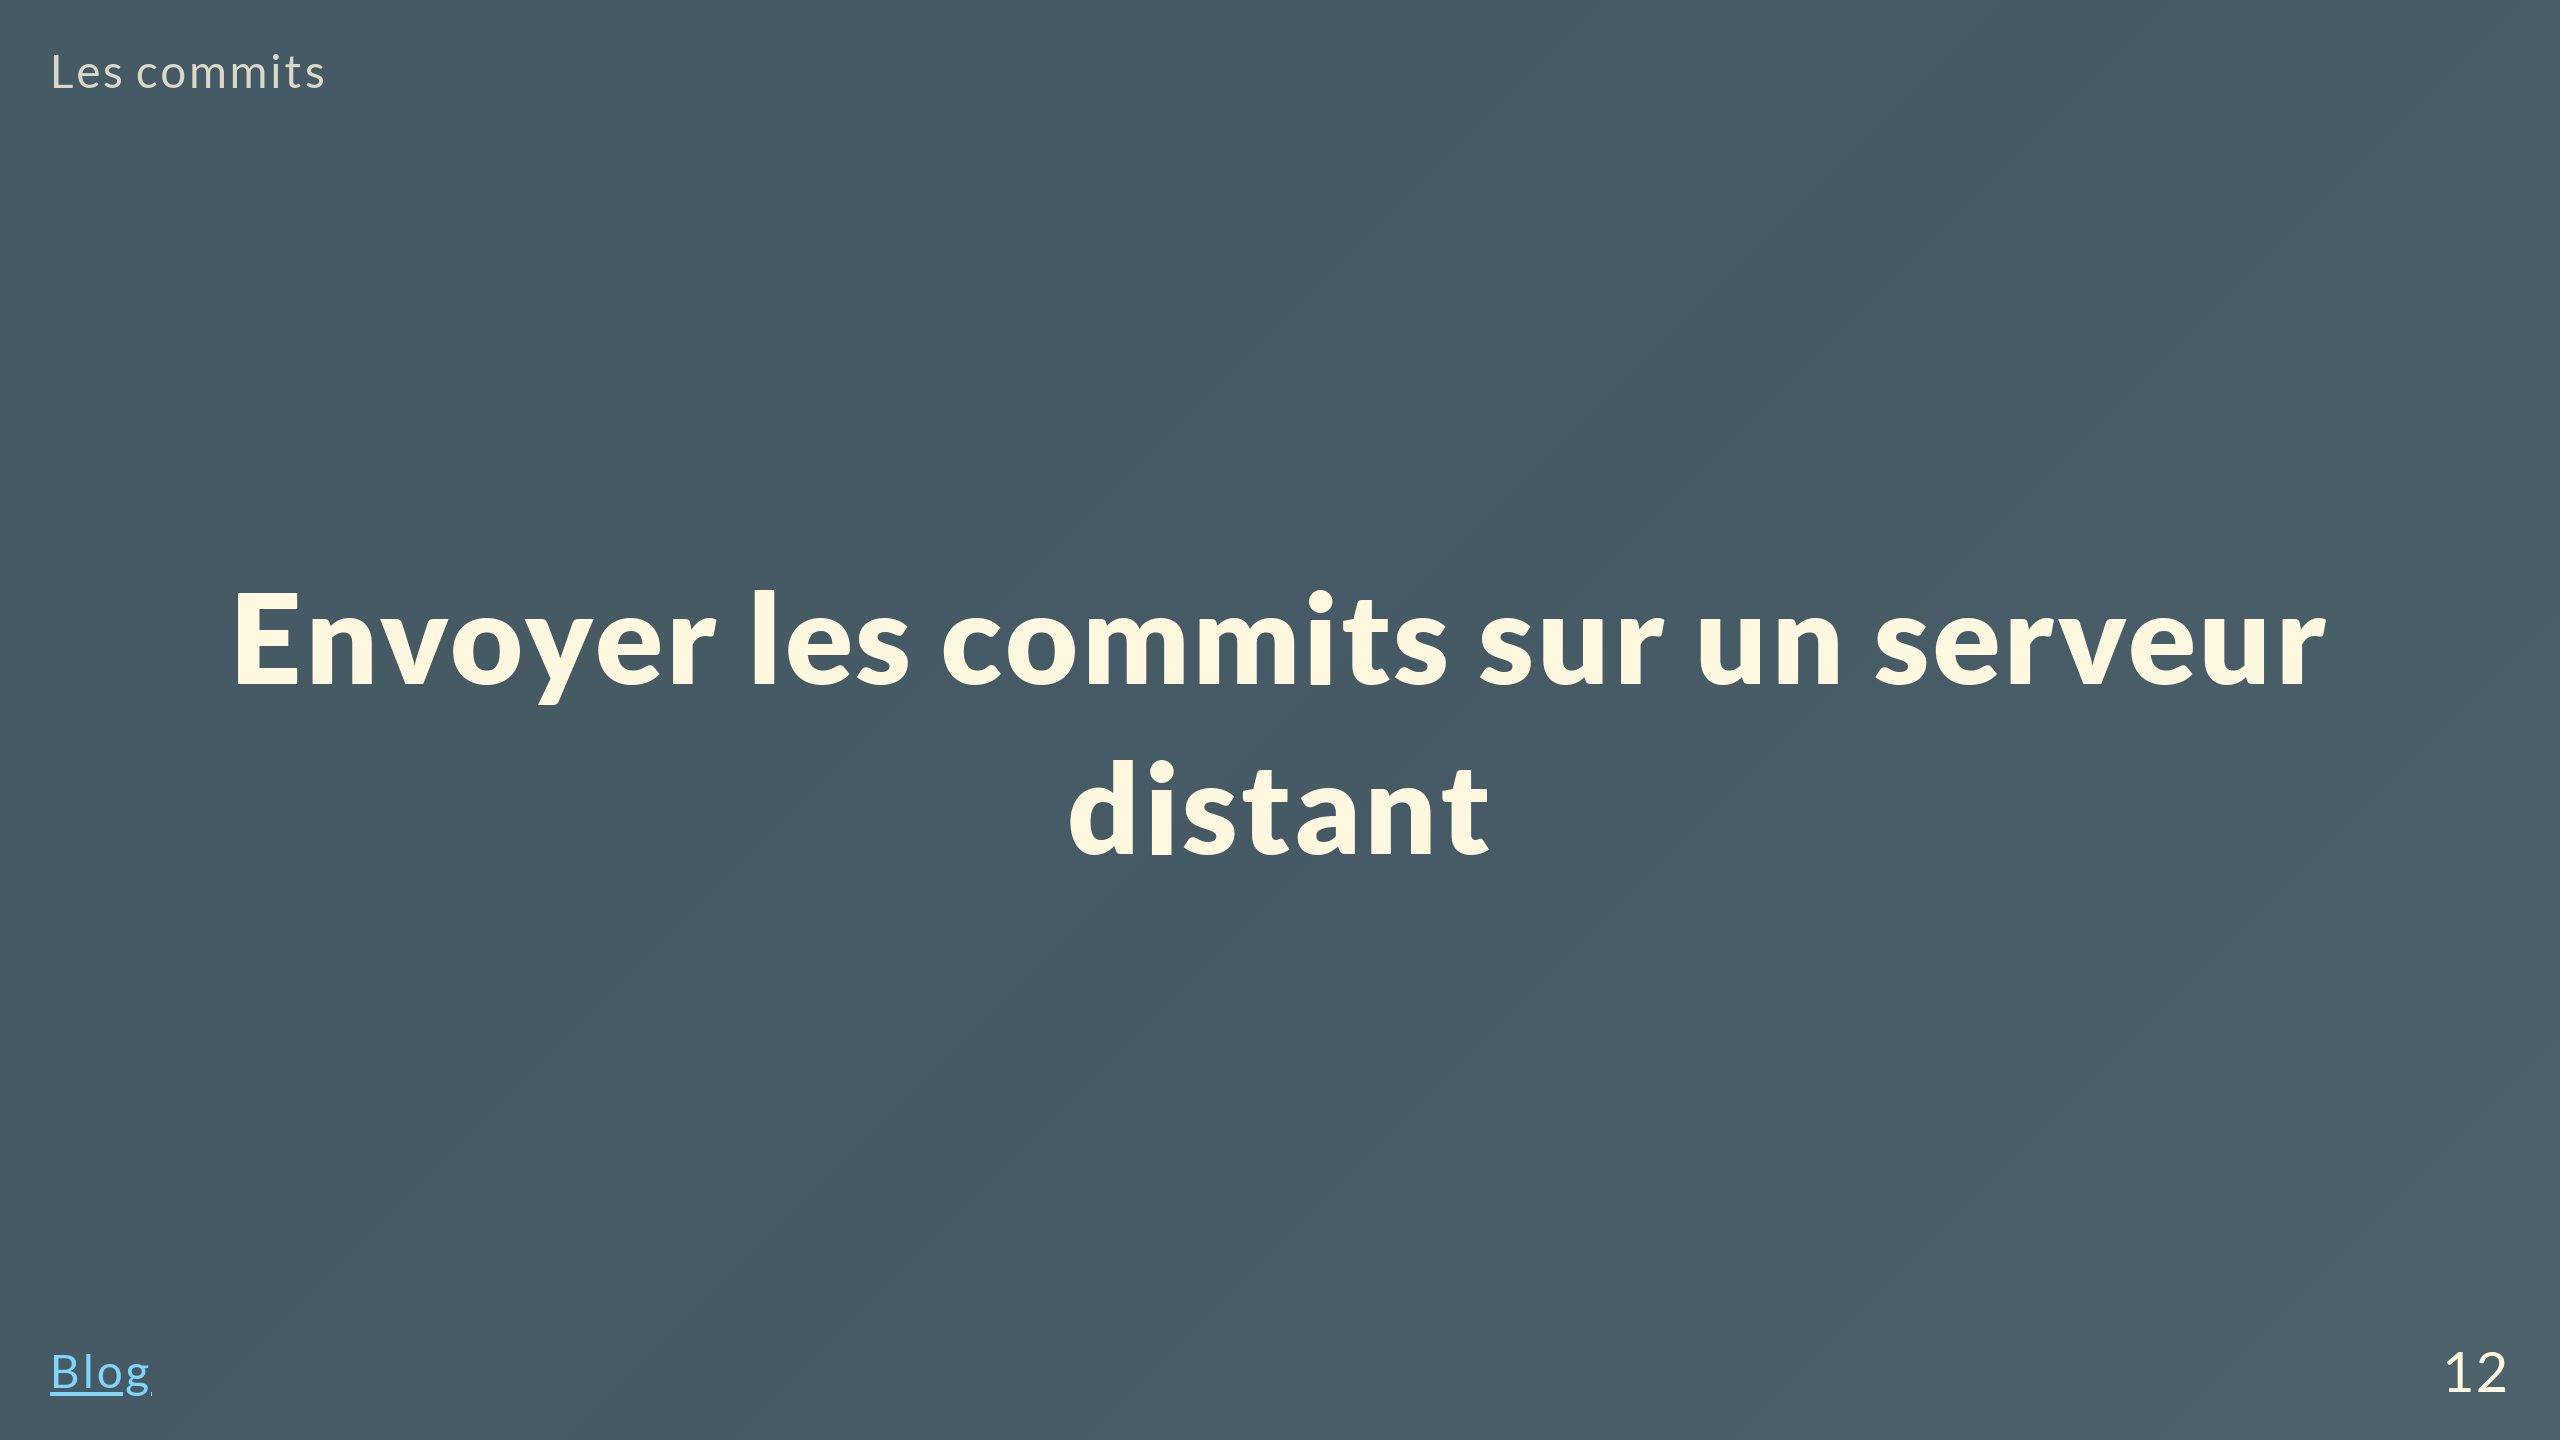 Les commits
Envoyer les commits sur un serveur
distant
Blog
12